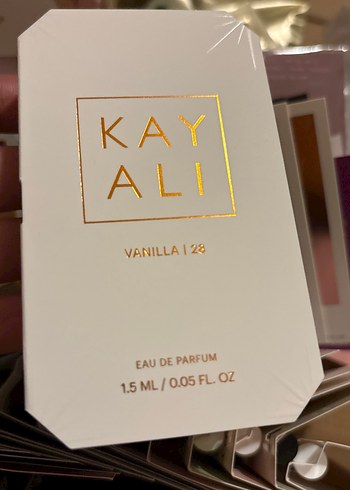 KAY
ALI
VANILLA | 28
EAU DE PARFUM
1.5 ML / 0.05 FL. OZ